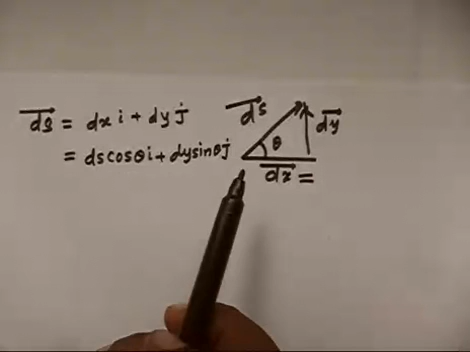 ds = dx i + dy j
= ds cosθ i + dy sinθ j
ds
dy
θ
dx =